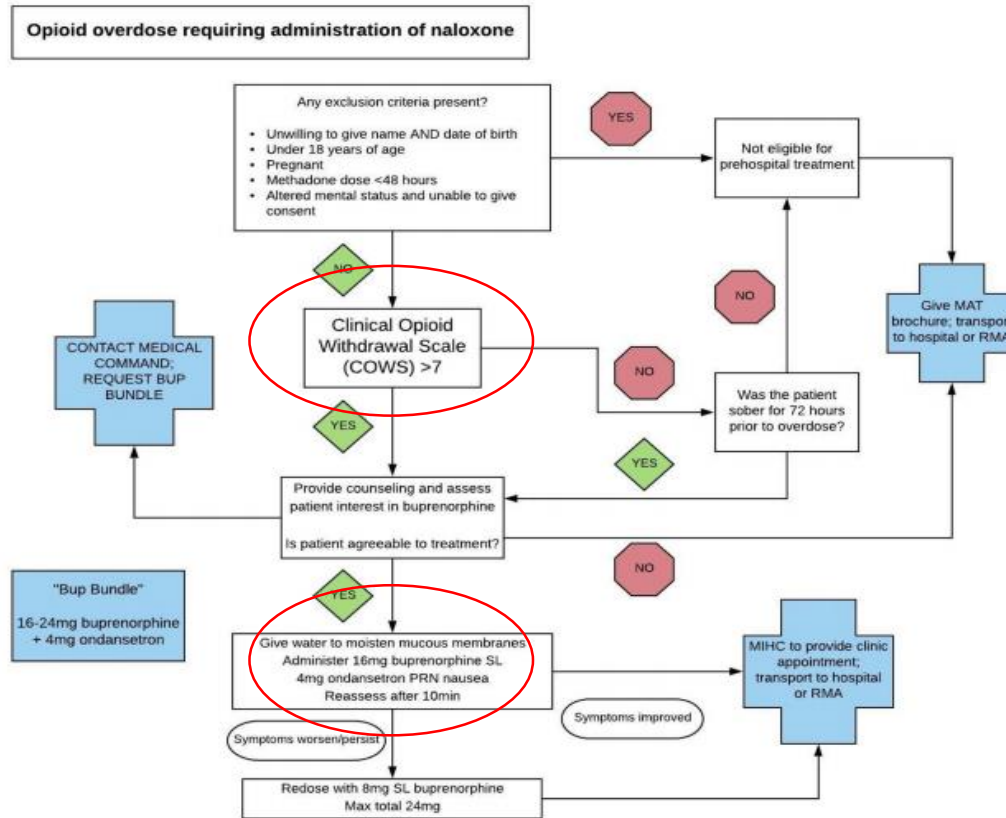 Opioid overdose requiring administration of naloxone
Any exclusion criteria present?
• Unwilling to give name AND date of birth
• Under 18 years of age
• Pregnant
• Methadone dose <48 hours
• Altered mental status and unable to give
consent
YES
Not eligible for
prehospital treatment
NO
Clinical Opioid
Withdrawal Scale
(COWS) >7
NO
NO
Give MAT
brochure; transport
to hospital or RMA
CONTACT MEDICAL
COMMAND;
REQUEST BUP
BUNDLE
Was the patient
sober for 72 hours
prior to overdose?
YES
YES
Provide counseling and assess
patient interest in buprenorphine
Is patient agreeable to treatment?
NO
"Bup Bundle"
16-24mg buprenorphine
+ 4mg ondansetron
YES
Give water to moisten mucous membranes
Administer 16mg buprenorphine SL
4mg ondansetron PRN nausea
Reassess after 10min
MIHC to provide clinic
appointment;
transport to hospital
or RMA
Symptoms improved
Symptoms worsen/persist
Redose with 8mg SL buprenorphine
Max total 24mg